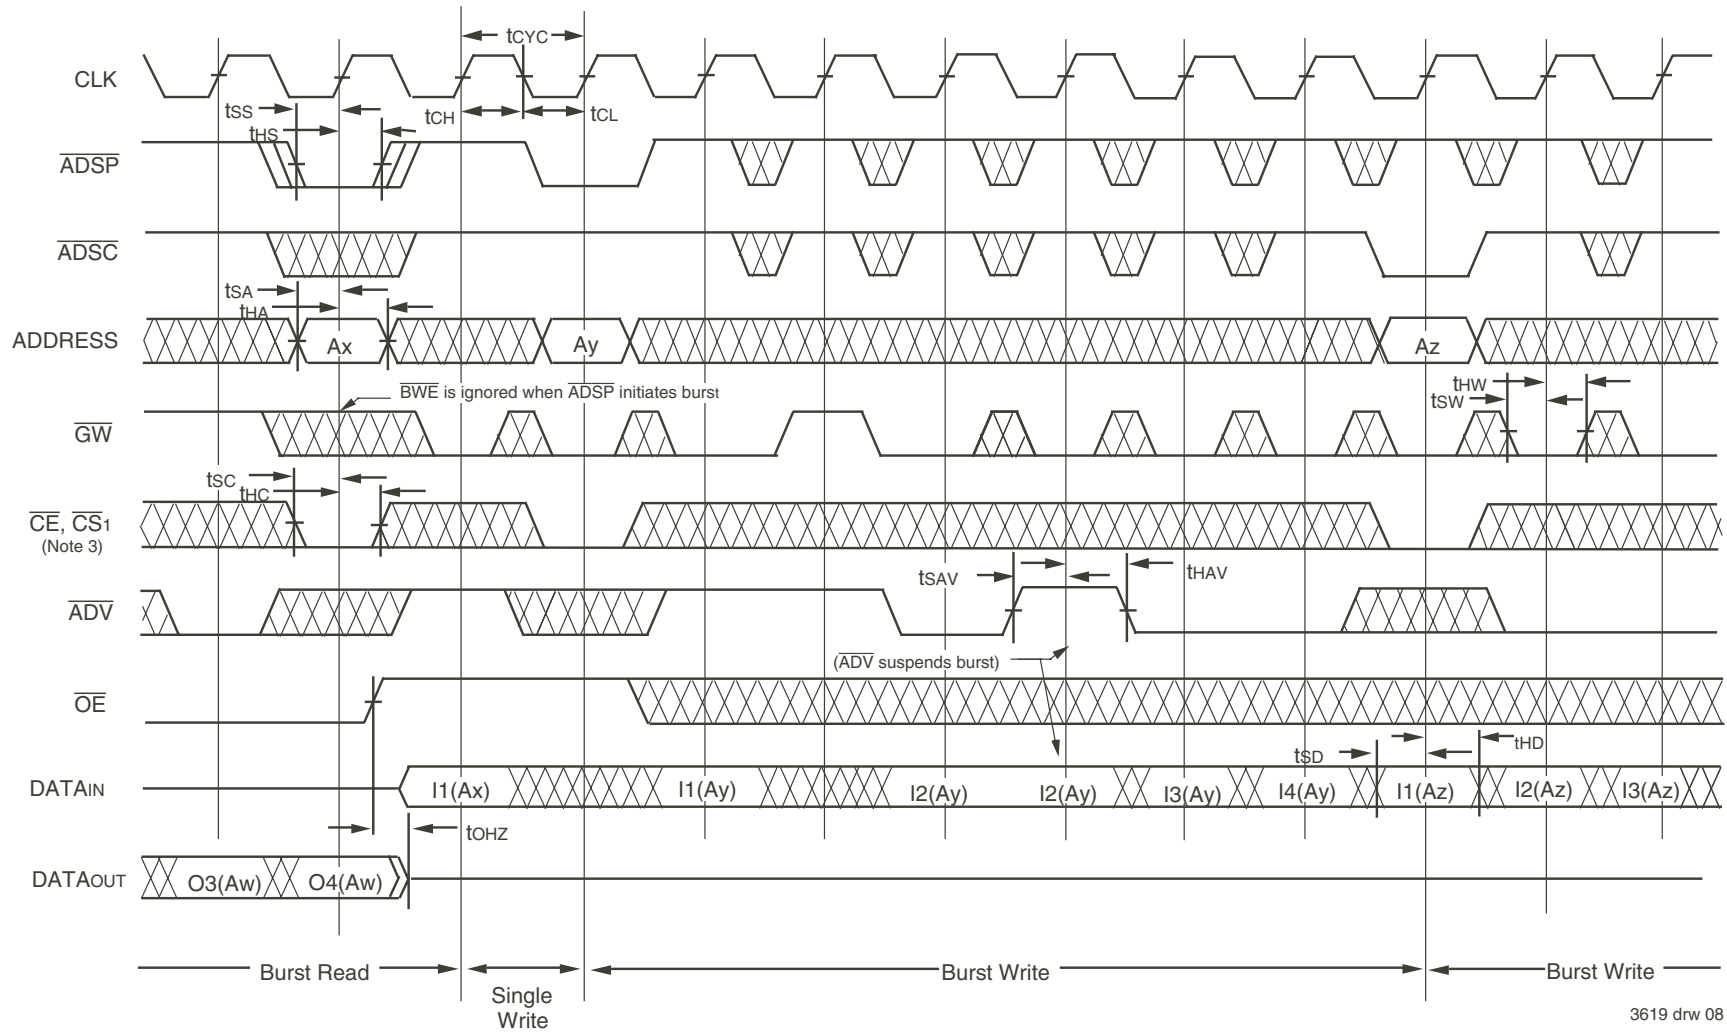 tCYC
CLK
tSS
tHS
tCH
tCL
ADSP
ADSC
tSA
tHA
ADDRESS
Ax
Ay
Az
BWE is ignored when ADSP initiates burst
tHW
tSW
GW
tSC
tHC
CE, CS1
(Note 3)
tSAV
tHAV
ADV
(ADV suspends burst)
OE
tSD
tHD
DATAIN
I1(Ax)
I1(Ay)
I2(Ay)
I2(Ay)
I3(Ay)
I4(Ay)
I1(Az)
I2(Az)
I3(Az)
tOHZ
DATAOUT
O3(Aw)
O4(Aw)
Burst Read
Single
Write
Burst Write
Burst Write
3619 drw 08